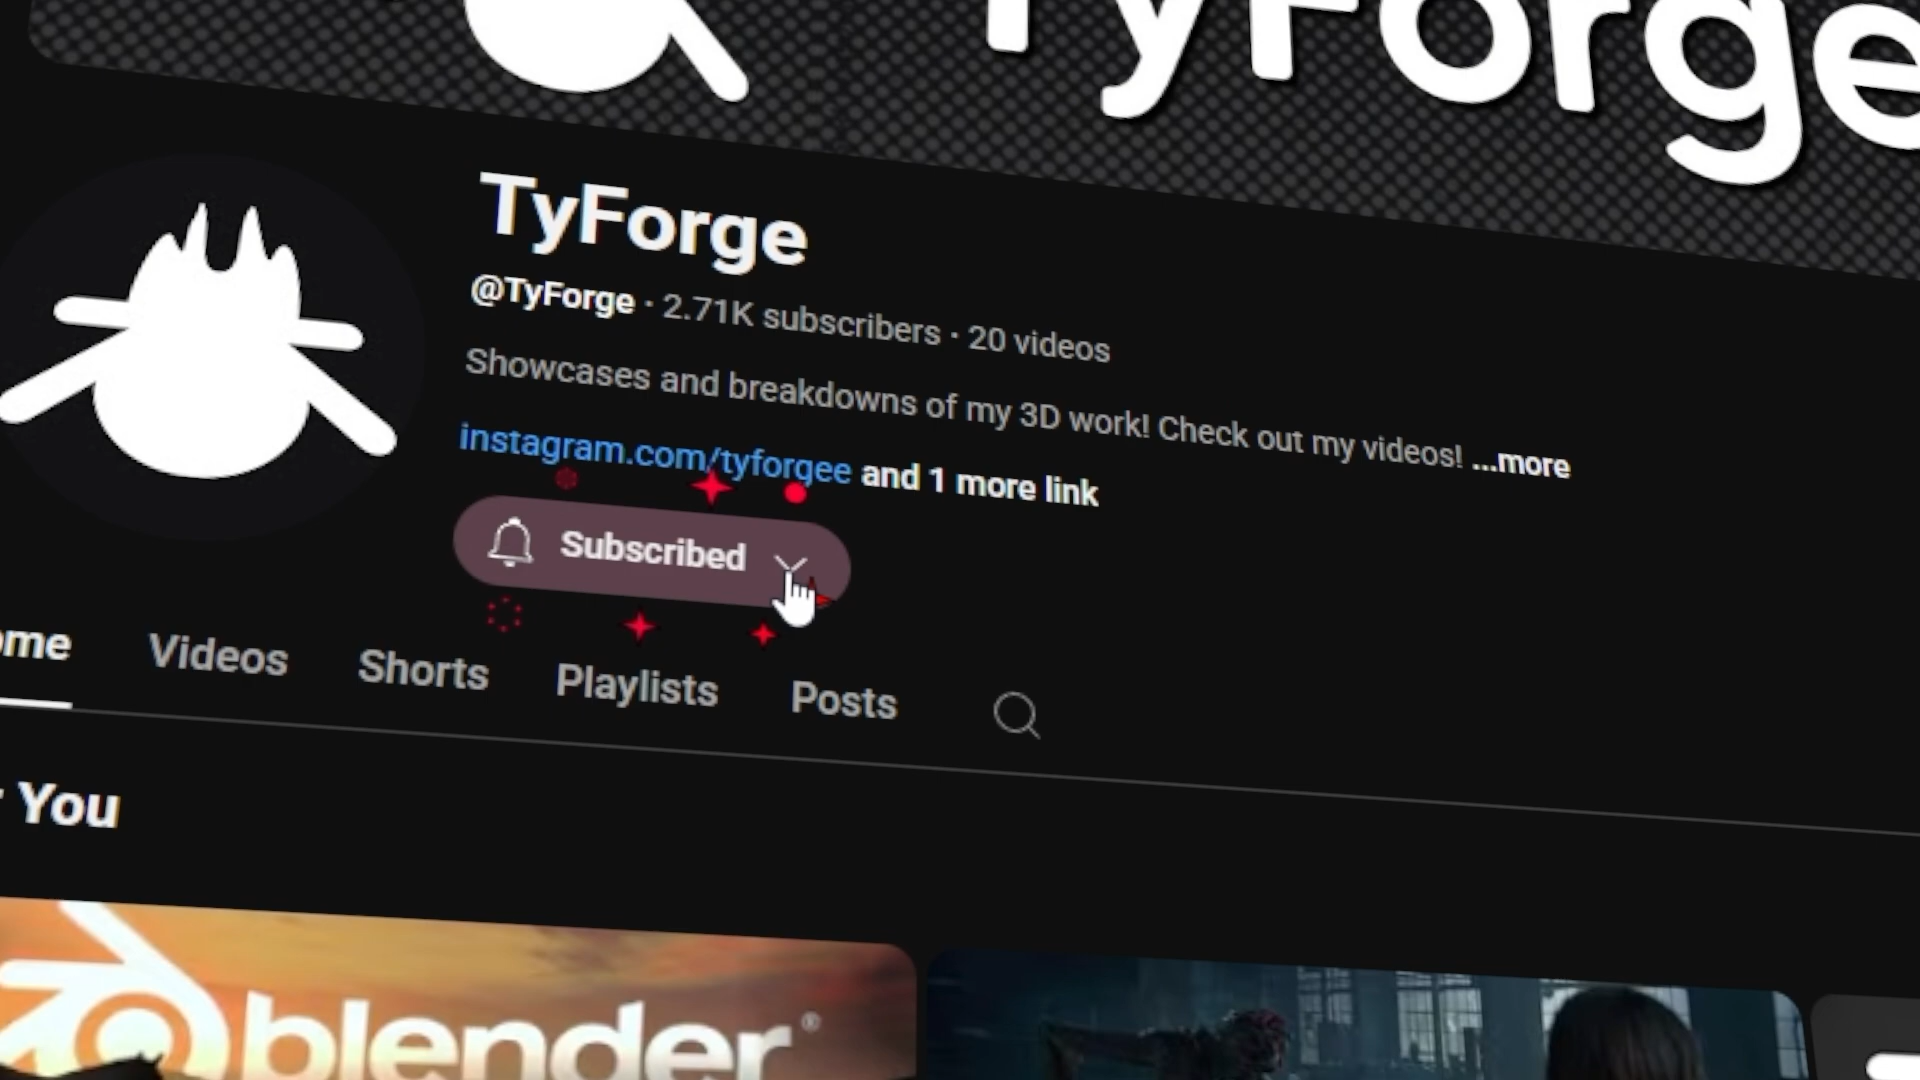 TyForge
TyForge
@TyForge · 2.71K subscribers · 20 videos
Showcases and breakdowns of my 3D work! Check out my videos! ...more
instagram.com/tyforgee and 1 more link
Subscribed
ome Videos Shorts Playlists Posts
You
blender®